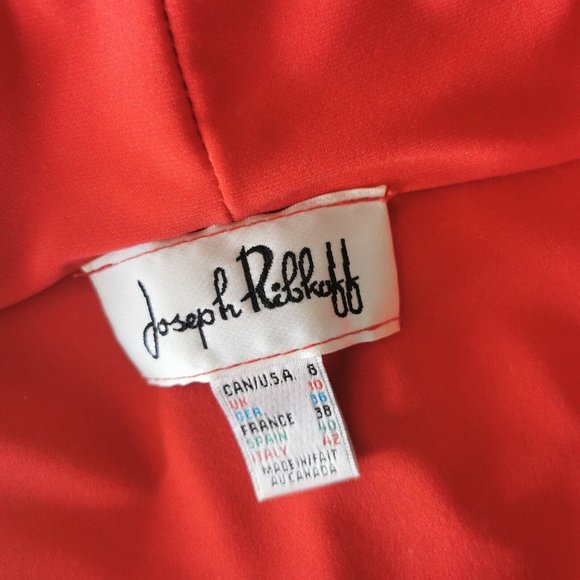 Joseph Ribkoff
CAN/U.S.A. 8
UK 10
GER 36
FRANCE 38
SPAIN 40
ITALY 42
MADE IN/FAIT
AU CANADA